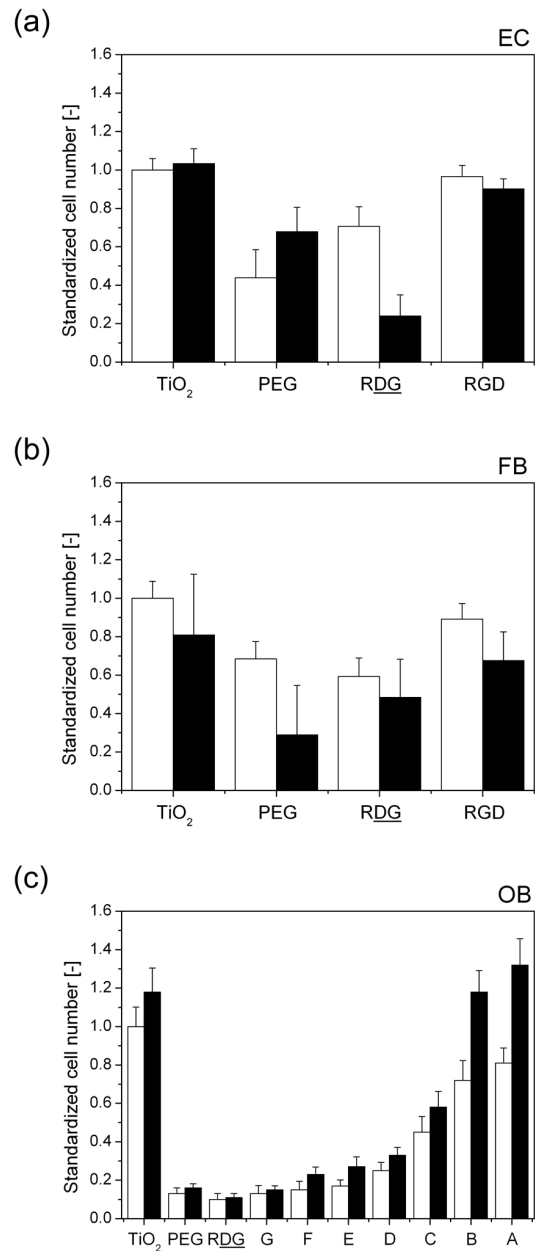 (a)
EC
1.6
1.4
1.2
1.0
0.8
0.6
0.4
0.2
0.0
Standardized cell number [-]
TiO₂ PEG RDG RGD
(b)
FB
1.6
1.4
1.2
1.0
0.8
0.6
0.4
0.2
0.0
Standardized cell number [-]
TiO₂ PEG RDG RGD
(c)
OB
1.6
1.4
1.2
1.0
0.8
0.6
0.4
0.2
0.0
Standardized cell number [-]
TiO₂ PEG RDG G F E D C B A